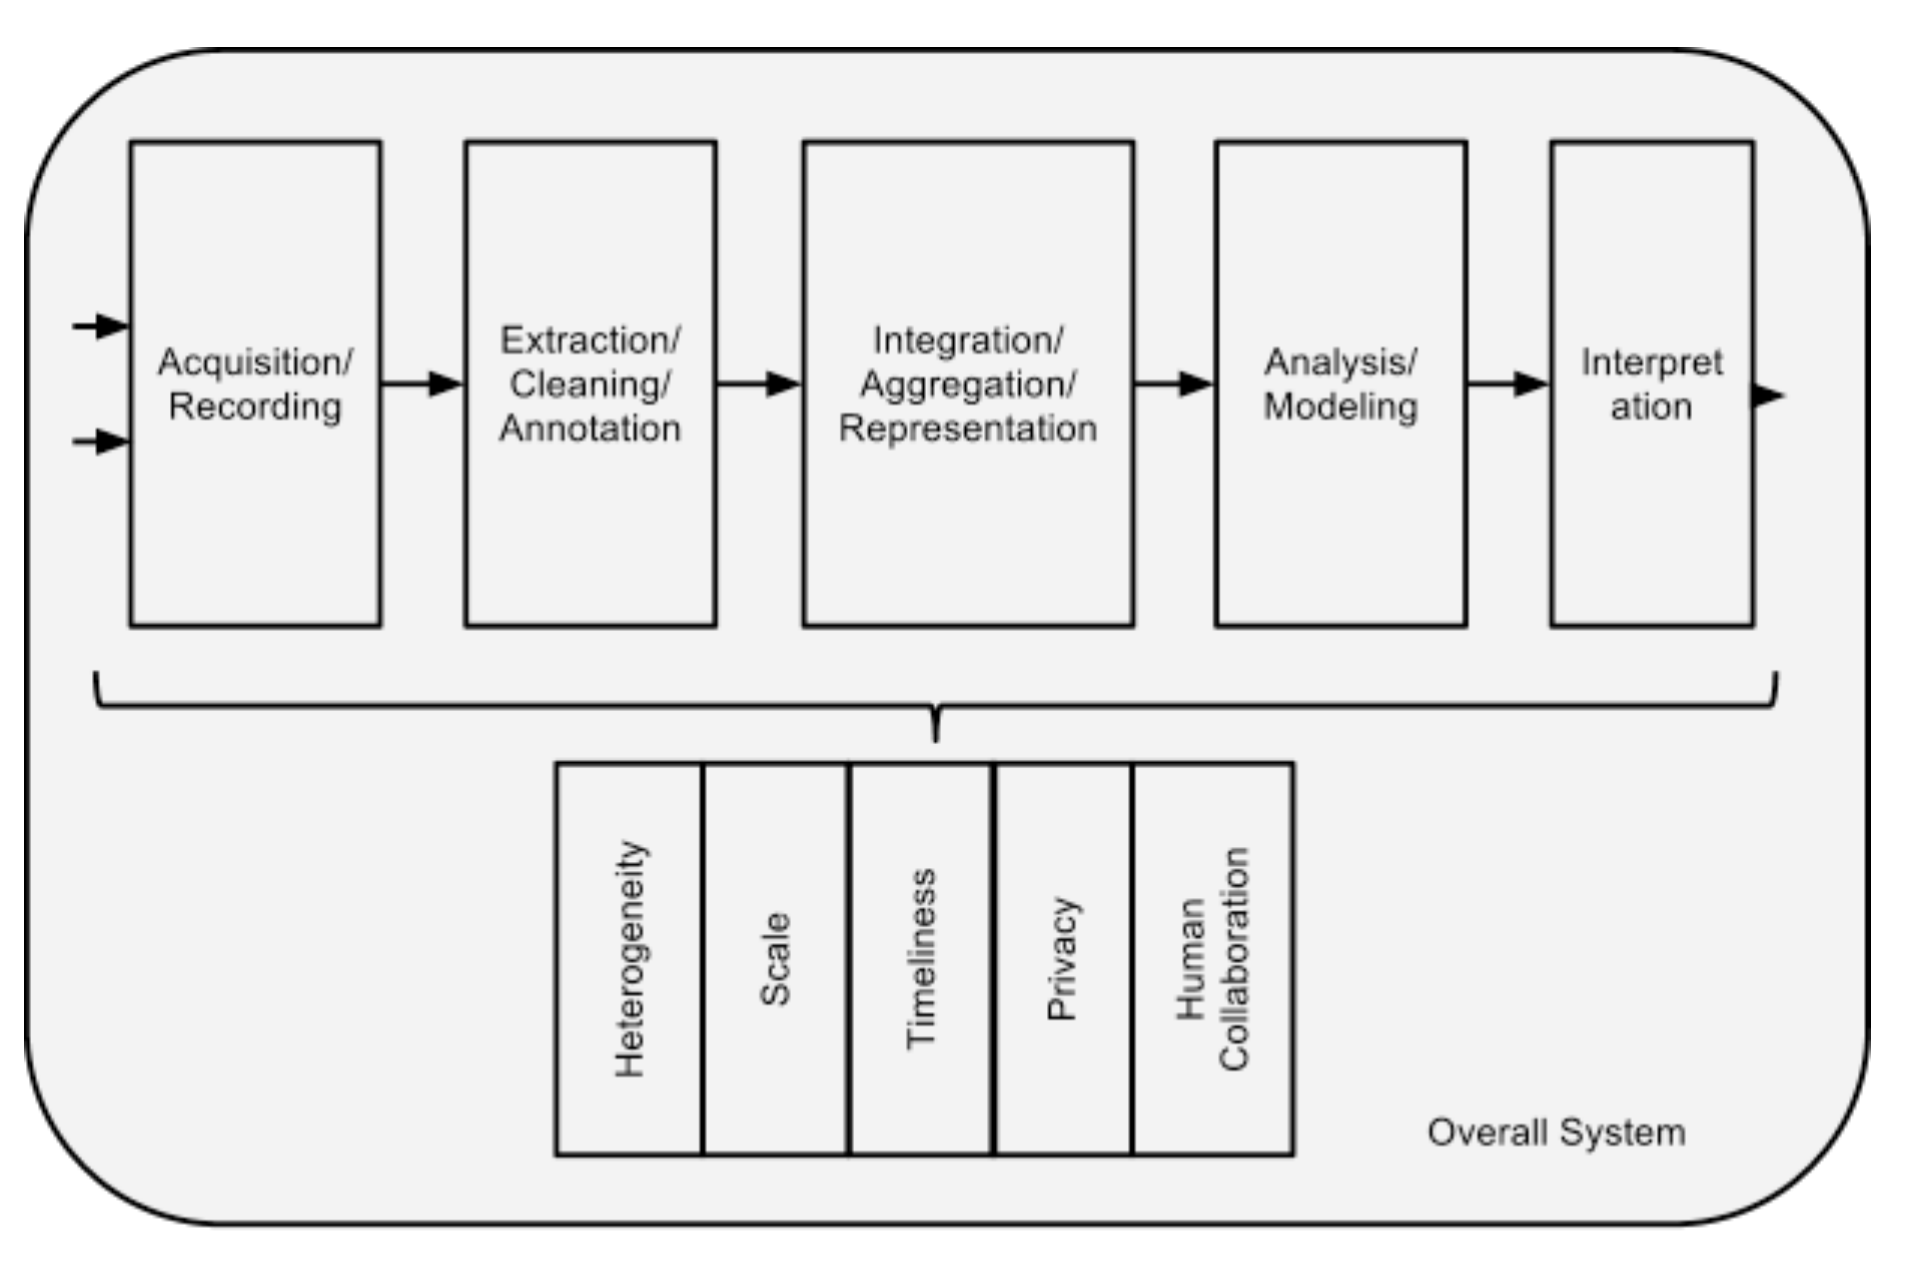 Acquisition/
Recording
Extraction/
Cleaning/
Annotation
Integration/
Aggregation/
Representation
Analysis/
Modeling
Interpret
ation
Heterogeneity
Scale
Timeliness
Privacy
Human
Collaboration
Overall System